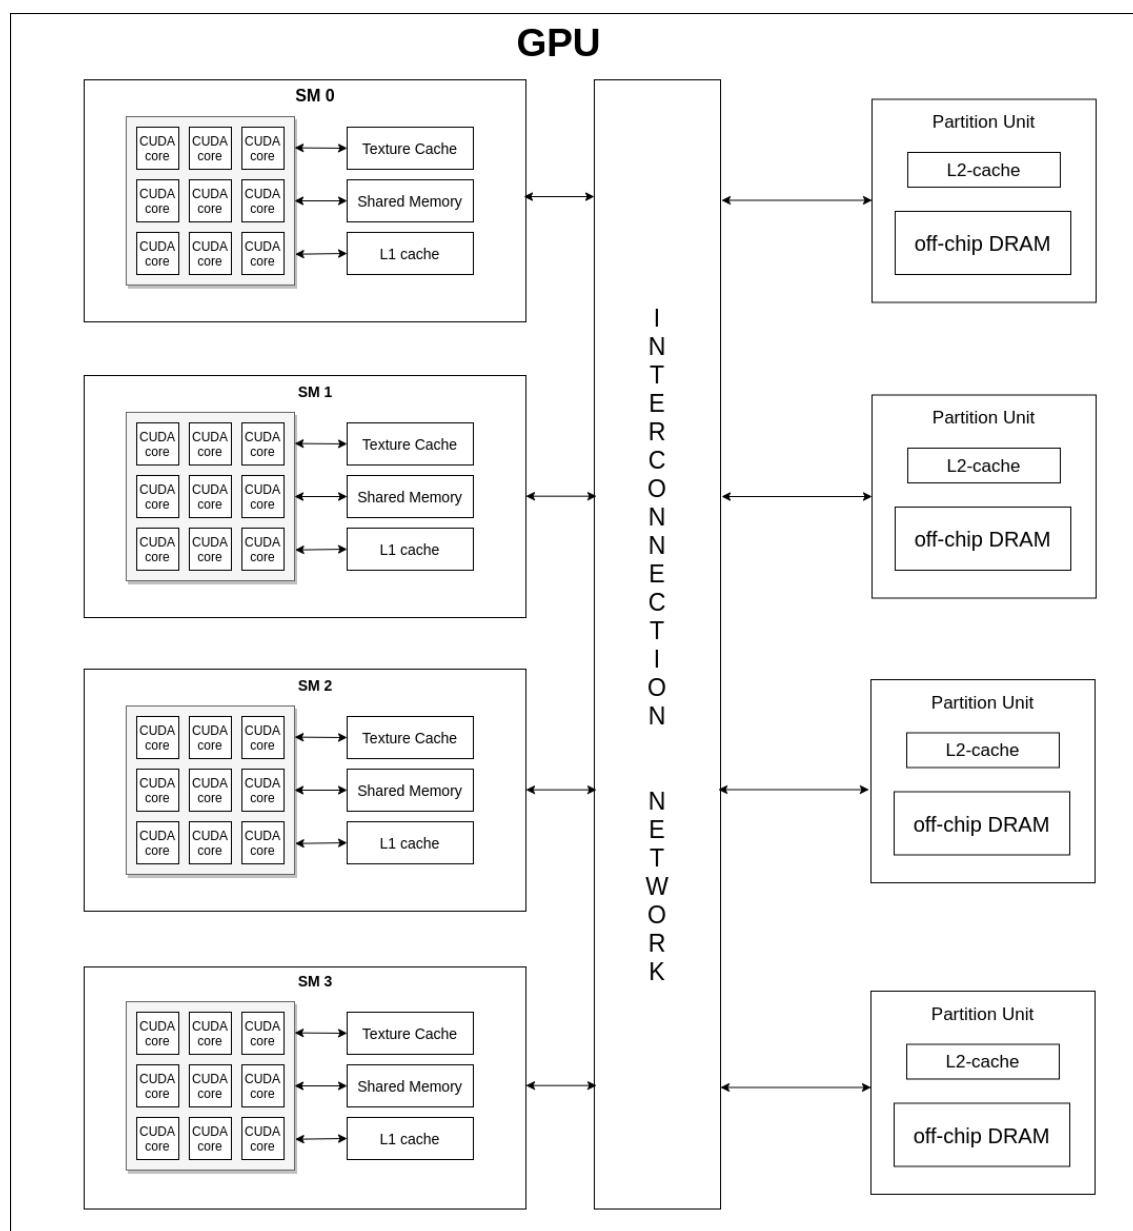 GPU
SM 0
CUDA core CUDA core CUDA core
Texture Cache
CUDA core CUDA core CUDA core
Shared Memory
CUDA core CUDA core CUDA core
L1 cache
SM 1
CUDA core CUDA core CUDA core
Texture Cache
CUDA core CUDA core CUDA core
Shared Memory
CUDA core CUDA core CUDA core
L1 cache
SM 2
CUDA core CUDA core CUDA core
Texture Cache
CUDA core CUDA core CUDA core
Shared Memory
CUDA core CUDA core CUDA core
L1 cache
SM 3
CUDA core CUDA core CUDA core
Texture Cache
CUDA core CUDA core CUDA core
Shared Memory
CUDA core CUDA core CUDA core
L1 cache
INTERCONNECTION NETWORK
Partition Unit
L2-cache
off-chip DRAM
Partition Unit
L2-cache
off-chip DRAM
Partition Unit
L2-cache
off-chip DRAM
Partition Unit
L2-cache
off-chip DRAM